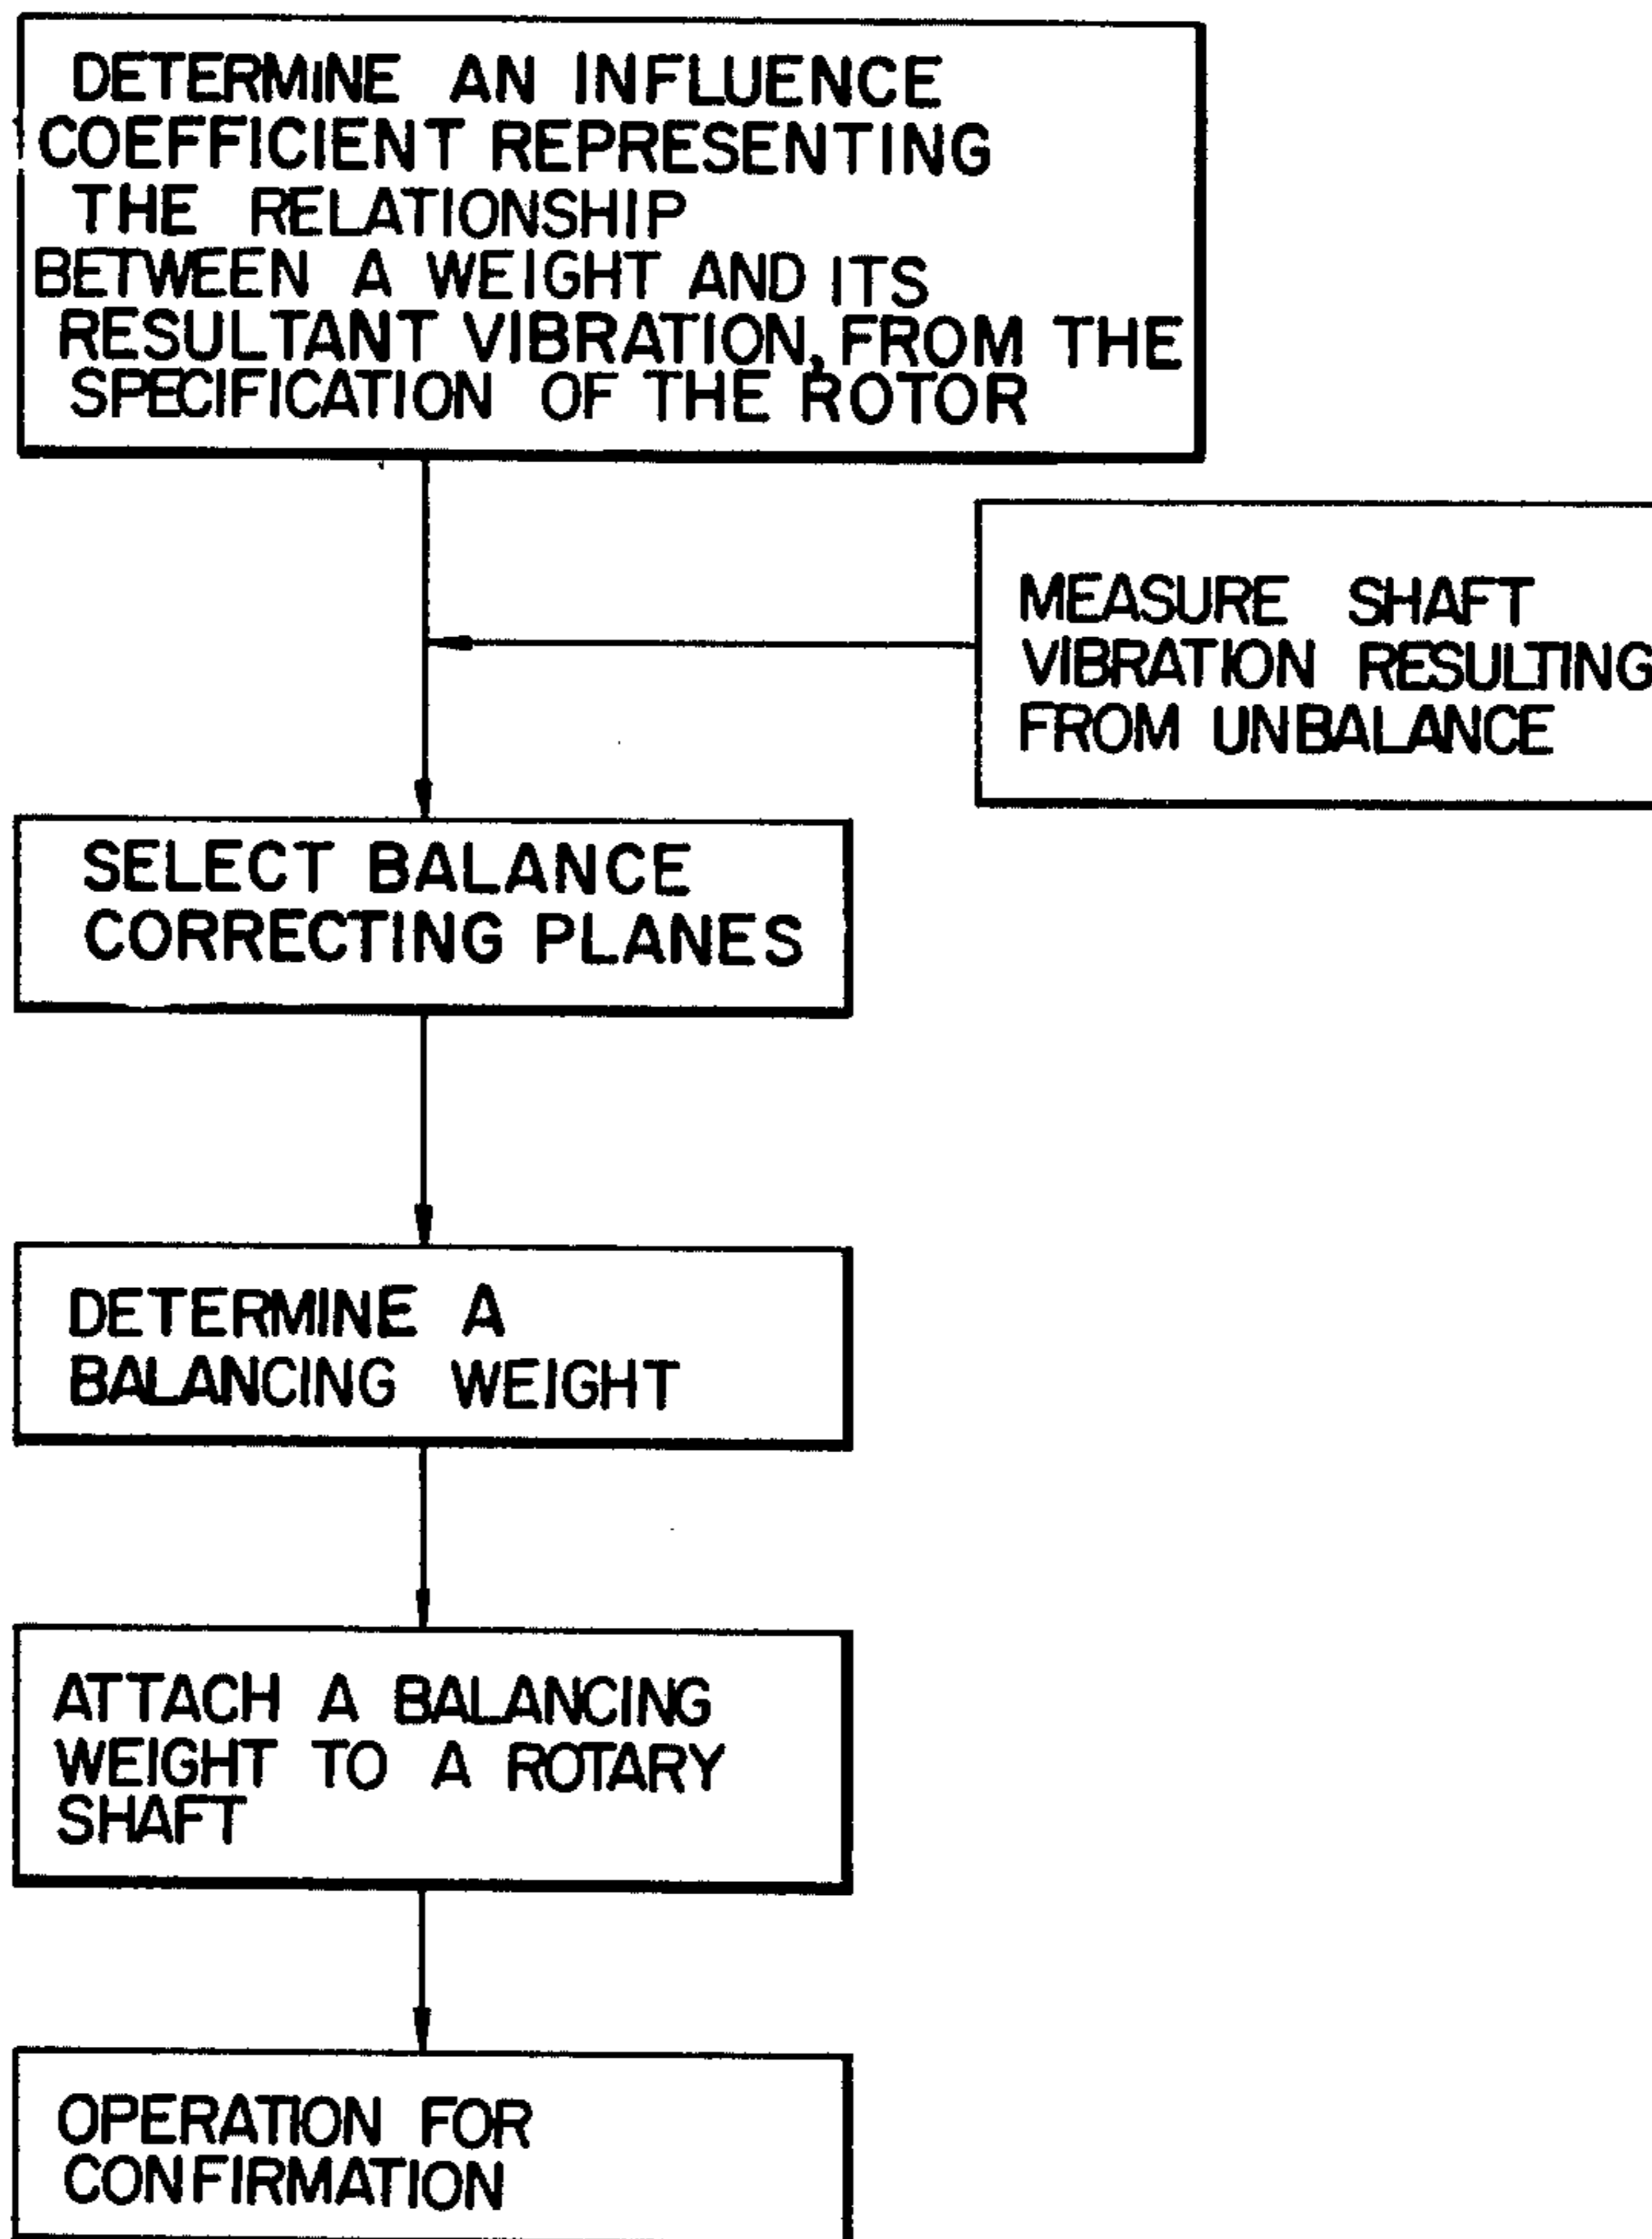 DETERMINE AN INFLUENCE
COEFFICIENT REPRESENTING
THE RELATIONSHIP
BETWEEN A WEIGHT AND ITS
RESULTANT VIBRATION, FROM THE
SPECIFICATION OF THE ROTOR
MEASURE SHAFT
VIBRATION RESULTING
FROM UNBALANCE
SELECT BALANCE
CORRECTING PLANES
DETERMINE A
BALANCING WEIGHT
ATTACH A BALANCING
WEIGHT TO A ROTARY
SHAFT
OPERATION FOR
CONFIRMATION